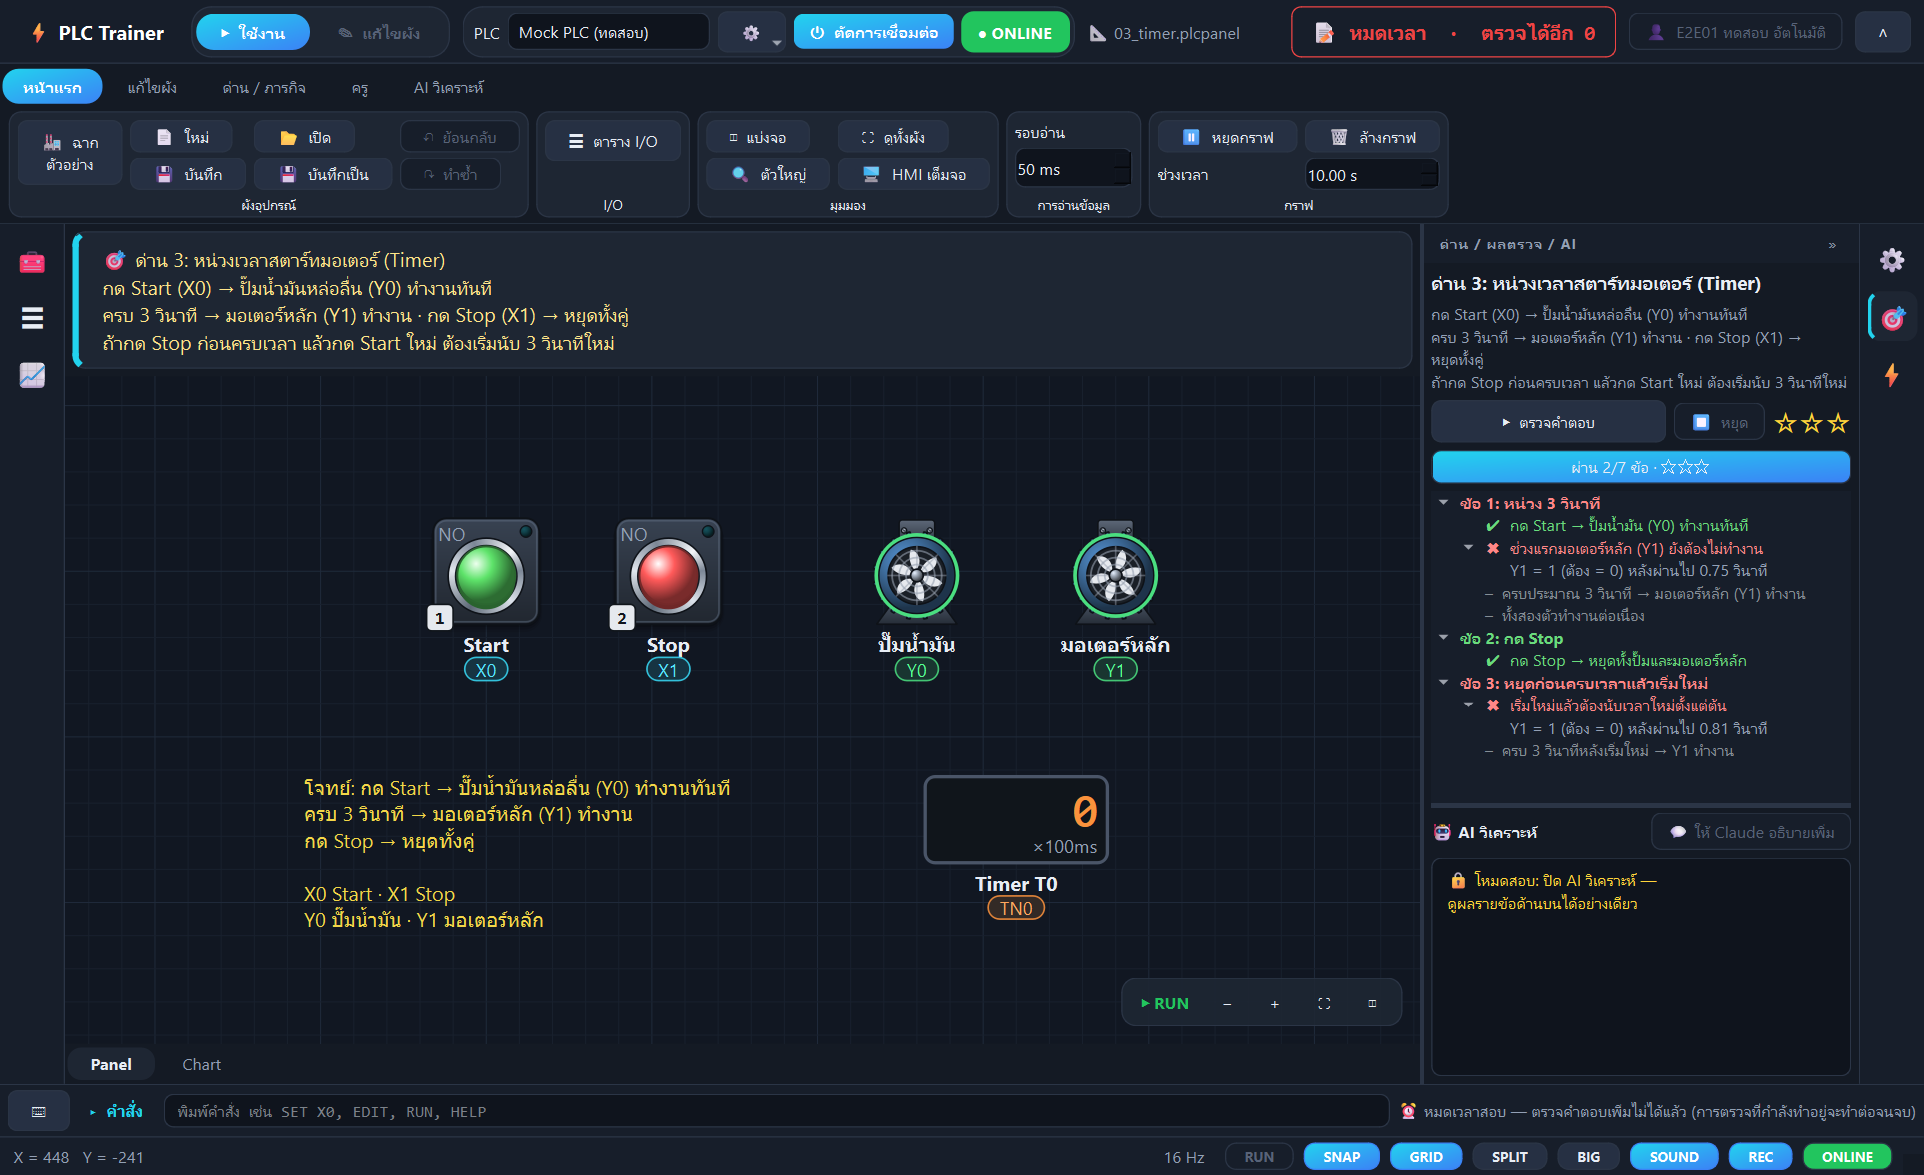 PLC Trainer
▶ ใช้งาน
✎ แก้ไขผัง
PLC
Mock PLC (ทดสอบ)
ตัดการเชื่อมต่อ
● ONLINE
03_timer.plcpanel
หมดเวลา · ตรวจได้อีก 0
E2E01 ทดสอบ อัตโนมัติ
หน้าแรก
แก้ไขผัง
ด่าน / ภารกิจ
ครู
AI วิเคราะห์
ฉาก
ตัวอย่าง
ใหม่
เปิด
ย้อนกลับ
บันทึก
บันทึกเป็น
ทำซ้ำ
ผังอุปกรณ์
ตาราง I/O
I/O
แบ่งจอ
ดูทั้งผัง
ตัวใหญ่
HMI เต็มจอ
มุมมอง
รอบอ่าน
50 ms
การอ่านข้อมูล
หยุดกราฟ
ล้างกราฟ
ช่วงเวลา
10.00 s
กราฟ
ด่าน 3: หน่วงเวลาสตาร์ทมอเตอร์ (Timer)
กด Start (X0) → ปั๊มน้ำมันหล่อลื่น (Y0) ทำงานทันที
ครบ 3 วินาที → มอเตอร์หลัก (Y1) ทำงาน · กด Stop (X1) → หยุดทั้งคู่
ถ้ากด Stop ก่อนครบเวลา แล้วกด Start ใหม่ ต้องเริ่มนับ 3 วินาทีใหม่
NO
1
Start
X0
NO
2
Stop
X1
ปั๊มน้ำมัน
Y0
มอเตอร์หลัก
Y1
โจทย์: กด Start → ปั๊มน้ำมันหล่อลื่น (Y0) ทำงานทันที
ครบ 3 วินาที → มอเตอร์หลัก (Y1) ทำงาน
กด Stop → หยุดทั้งคู่
X0 Start · X1 Stop
Y0 ปั๊มน้ำมัน · Y1 มอเตอร์หลัก
0
×100ms
Timer T0
TN0
▶ RUN
−
+
Panel
Chart
ด่าน / ผลตรวจ / AI
»
ด่าน 3: หน่วงเวลาสตาร์ทมอเตอร์ (Timer)
กด Start (X0) → ปั๊มน้ำมันหล่อลื่น (Y0) ทำงานทันที
ครบ 3 วินาที → มอเตอร์หลัก (Y1) ทำงาน · กด Stop (X1) →
หยุดทั้งคู่
ถ้ากด Stop ก่อนครบเวลา แล้วกด Start ใหม่ ต้องเริ่มนับ 3 วินาทีใหม่
▶ ตรวจคำตอบ
หยุด
☆☆☆
ผ่าน 2/7 ข้อ · ☆☆☆
ข้อ 1: หน่วง 3 วินาที
✔ กด Start → ปั๊มน้ำมัน (Y0) ทำงานทันที
✖ ช่วงแรกมอเตอร์หลัก (Y1) ยังต้องไม่ทำงาน
Y1 = 1 (ต้อง = 0) หลังผ่านไป 0.75 วินาที
– ครบประมาณ 3 วินาที → มอเตอร์หลัก (Y1) ทำงาน
– ทั้งสองตัวทำงานต่อเนื่อง
ข้อ 2: กด Stop
✔ กด Stop → หยุดทั้งปั๊มและมอเตอร์หลัก
ข้อ 3: หยุดก่อนครบเวลาแล้วเริ่มใหม่
✖ เริ่มใหม่แล้วต้องนับเวลาใหม่ตั้งแต่ต้น
Y1 = 1 (ต้อง = 0) หลังผ่านไป 0.81 วินาที
– ครบ 3 วินาทีหลังเริ่มใหม่ → Y1 ทำงาน
AI วิเคราะห์
ให้ Claude อธิบายเพิ่ม
โหมดสอบ: ปิด AI วิเคราะห์ —
ดูผลรายข้อด้านบนได้อย่างเดียว
▸ คำสั่ง
พิมพ์คำสั่ง เช่น SET X0, EDIT, RUN, HELP
หมดเวลาสอบ — ตรวจคำตอบเพิ่มไม่ได้แล้ว (การตรวจที่กำลังทำอยู่จะทำต่อจนจบ)
X = 448 Y = -241
16 Hz
RUN
SNAP
GRID
SPLIT
BIG
SOUND
REC
ONLINE